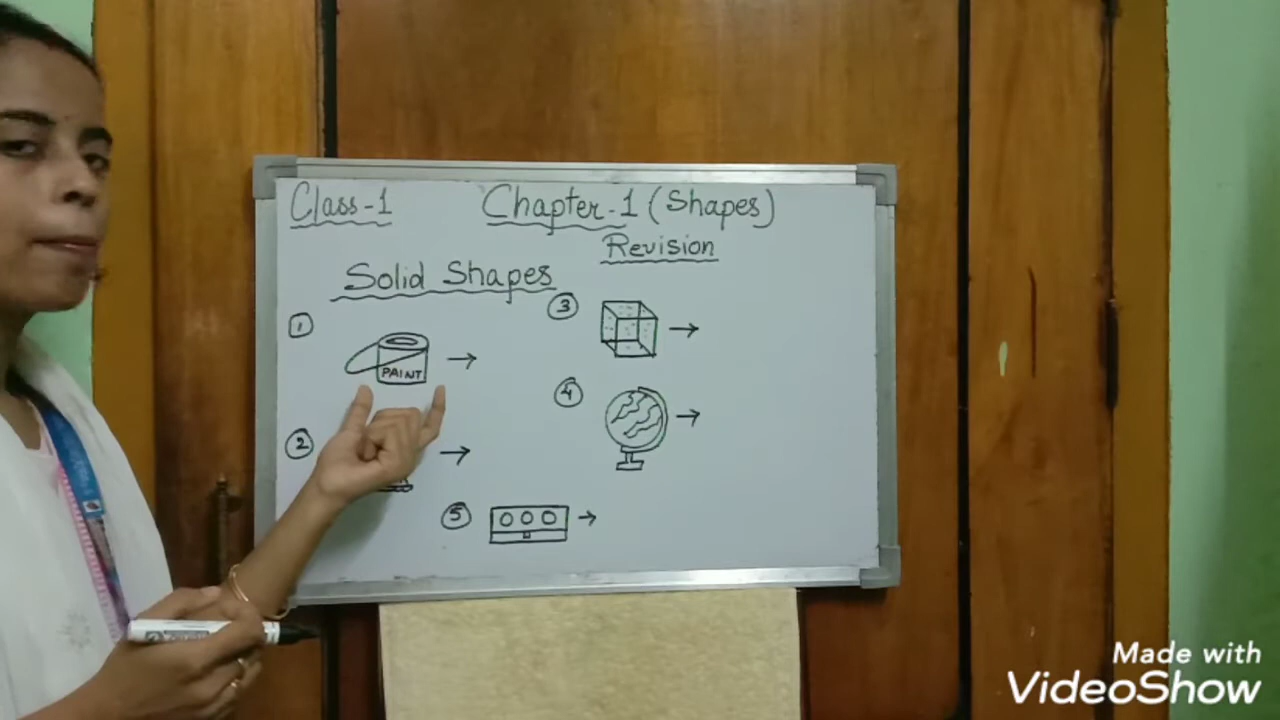 Class-1
Chapter-1 (Shapes)
Revision
Solid Shapes
1
PAINT
2
3
4
5
Made with
VideoShow